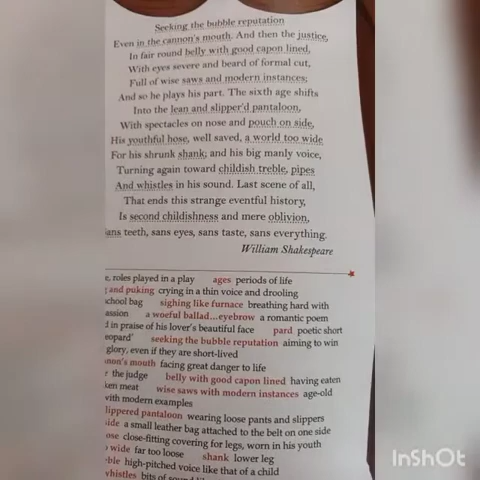 Seeking the bubble reputation
Even in the cannon's mouth. And then the justice,
In fair round belly with good capon lined,
With eyes severe and beard of formal cut,
Full of wise saws and modern instances;
And so he plays his part. The sixth age shifts
Into the lean and slipper'd pantaloon,
With spectacles on nose and pouch on side,
His youthful hose, well saved, a world too wide
For his shrunk shank; and his big manly voice,
Turning again toward childish treble, pipes
And whistles in his sound. Last scene of all,
That ends this strange eventful history,
Is second childishness and mere oblivion,
ans teeth, sans eyes, sans taste, sans everything.
William Shakespeare
roles played in a play ages periods of life
and puking crying in a thin voice and drooling
chool bag sighing like furnace breathing hard with
assion a woeful ballad...eyebrow a romantic poem
d in praise of his lover's beautiful face pard poetic short
eopard' seeking the bubble reputation aiming to win
glory, even if they are short-lived
non's mouth facing great danger to life
the judge belly with good capon lined having eaten
ken meat wise saws with modern instances age-old
with modern examples
lippered pantaloon wearing loose pants and slippers
ide a small leather bag attached to the belt on one side
ose close-fitting covering for legs, worn in his youth
wide far too loose shank lower leg
ble high-pitched voice like that of a child
whistles bits of
InShOt